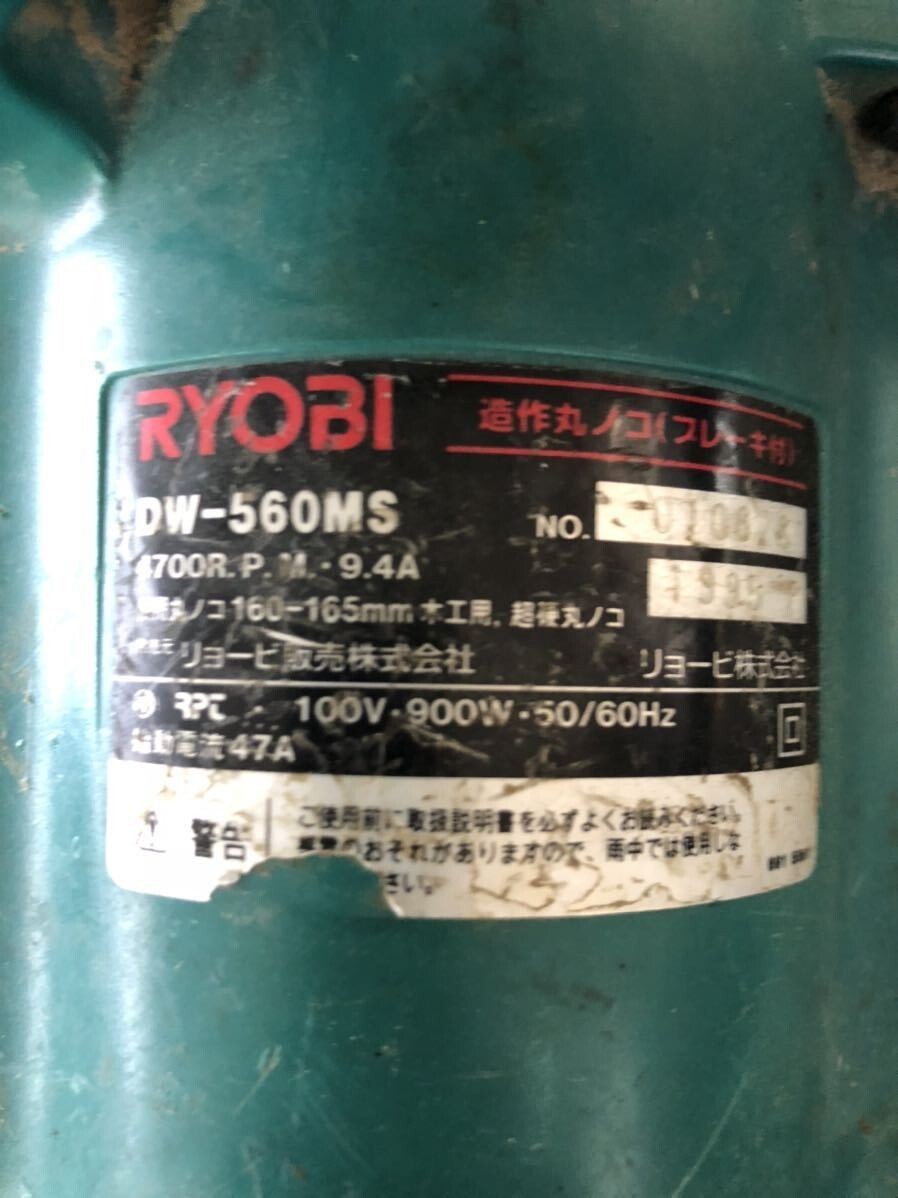 RYOBI
造作丸ノコ(ブレーキ付)
DW-560MS
NO.
4700R.P.M.・9.4A
丸ノコ160-165mm 木工用, 超硬丸ノコ
リョービ販売株式会社
リョービ株式会社
100V・900W・50/60Hz
電流47A
警告
ご使用前に取扱説明書を必ずよくお読みください。
のおそれがありますので、雨中では使用しな
さい。